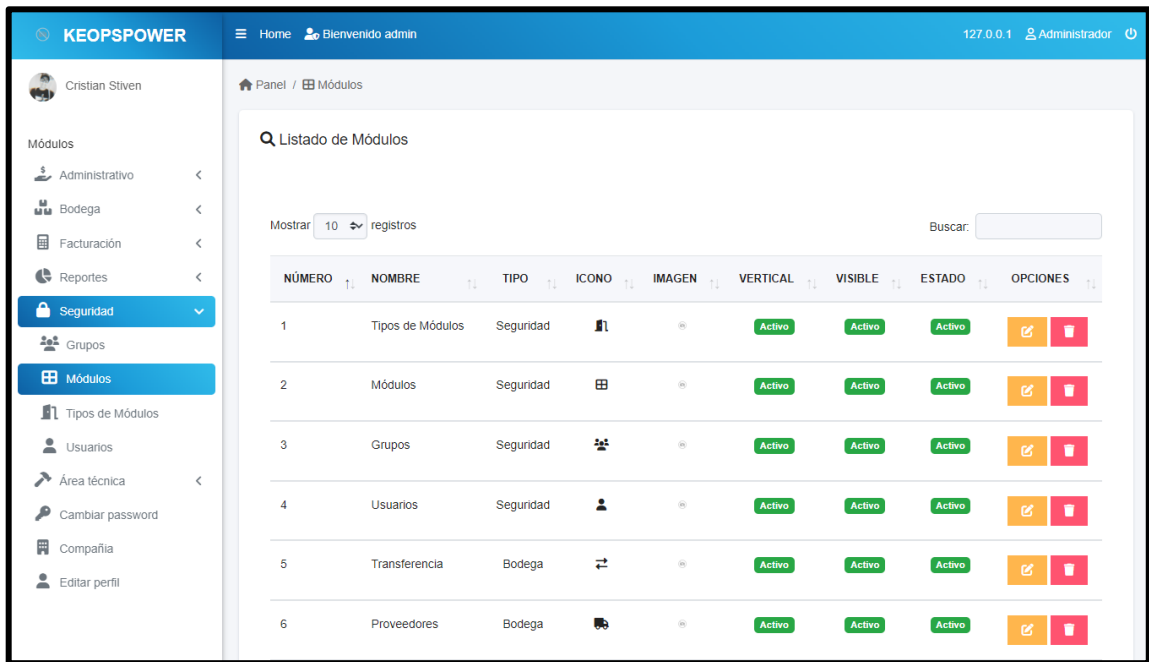 KEOPSPOWER
Home Bienvenido admin
127.0.0.1 Administrador
Cristian Stiven
Módulos
Administrativo
Bodega
Facturación
Reportes
Seguridad
Grupos
Módulos
Tipos de Módulos
Usuarios
Área técnica
Cambiar password
Compañia
Editar perfil
Panel / Módulos
Listado de Módulos
Mostrar 10 registros
Buscar:
NÚMERO NOMBRE TIPO ICONO IMAGEN VERTICAL VISIBLE ESTADO OPCIONES
1 Tipos de Módulos Seguridad Activo Activo Activo
2 Módulos Seguridad Activo Activo Activo
3 Grupos Seguridad Activo Activo Activo
4 Usuarios Seguridad Activo Activo Activo
5 Transferencia Bodega Activo Activo Activo
6 Proveedores Bodega Activo Activo Activo